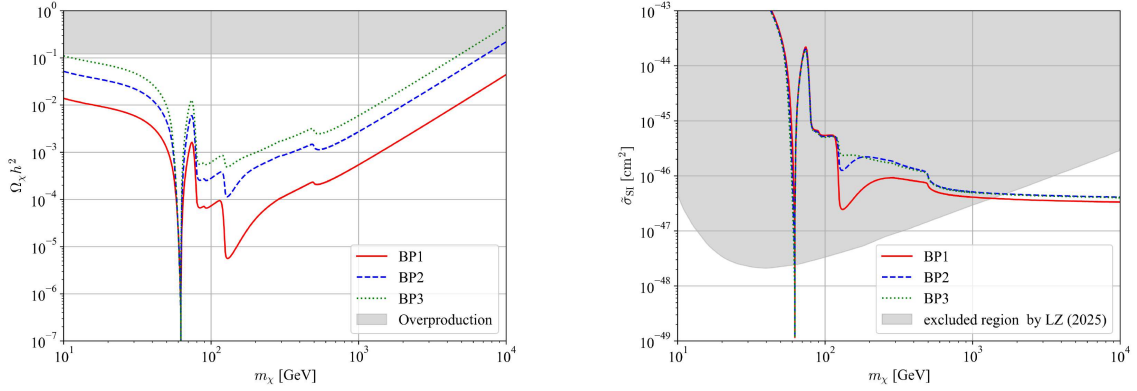 10^0
10^-1
10^-2
10^-3
10^-4
10^-5
10^-6
10^-7
Ω_χ h^2
10^1
10^2
10^3
10^4
m_χ [GeV]
BP1
BP2
BP3
Overproduction
10^-43
10^-44
10^-45
10^-46
10^-47
10^-48
10^-49
σ̃_SI [cm^2]
10^1
10^2
10^3
10^4
m_χ [GeV]
BP1
BP2
BP3
excluded region by LZ (2025)